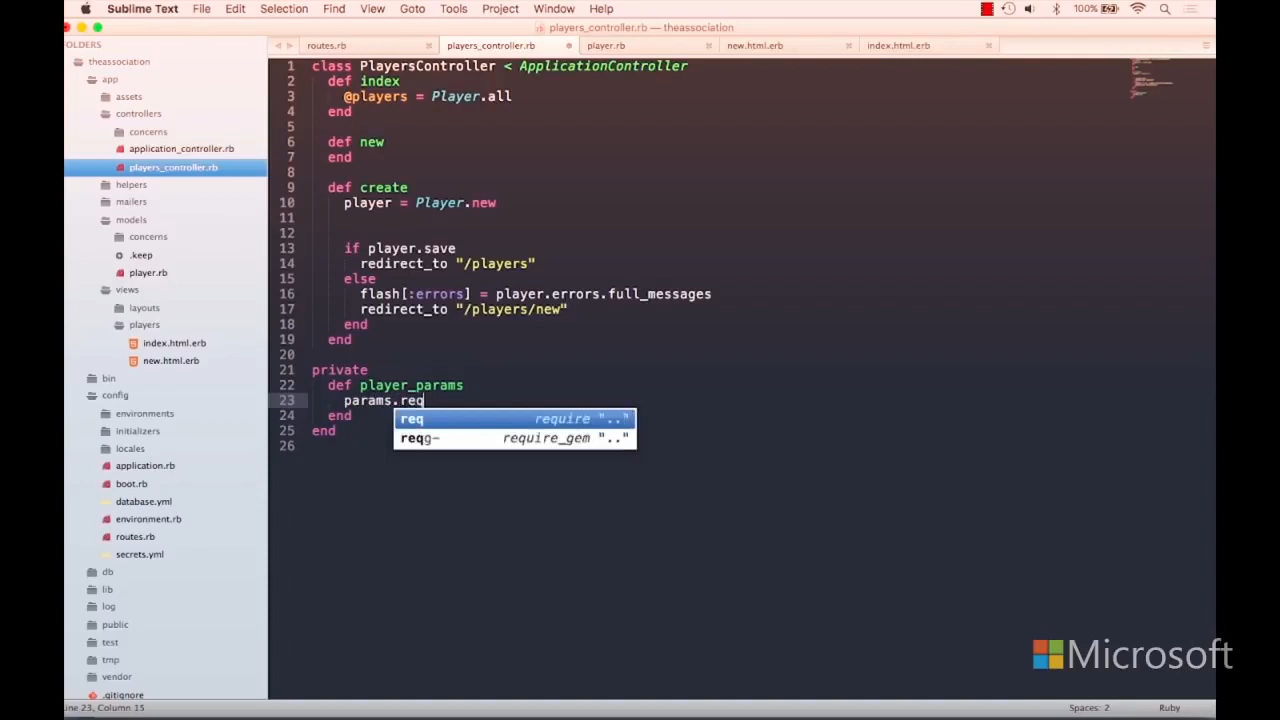 Sublime Text File Edit Selection Find View Goto Tools Project Window Help 100%
players_controller.rb — theassociation
OLDERS
routes.rb players_controller.rb player.rb new.html.erb index.html.erb
theassociation
app
assets
controllers
concerns
application_controller.rb
players_controller.rb
helpers
mailers
models
concerns
.keep
player.rb
views
layouts
players
index.html.erb
new.html.erb
bin
config
environments
initializers
locales
application.rb
boot.rb
database.yml
environment.rb
routes.rb
secrets.yml
db
lib
log
public
test
tmp
vendor
.gitignore
1 class PlayersController < ApplicationController
2 def index
3 @players = Player.all
4 end
5
6 def new
7 end
8
9 def create
10 player = Player.new
11
12
13 if player.save
14 redirect_to "/players"
15 else
16 flash[:errors] = player.errors.full_messages
17 redirect_to "/players/new"
18 end
19 end
20
21 private
22 def player_params
23 params.req
24 end
25 end
26
req require ".."
reqg- require_gem ".."
Microsoft
ine 23, Column 15 Spaces: 2 Ruby